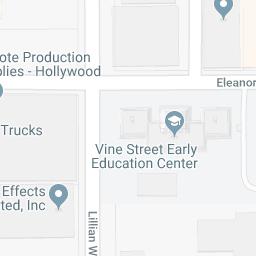 ote Production
plies - Hollywood
Eleanor
Trucks
Vine Street Early
Education Center
Effects
ted, Inc
Lillian W